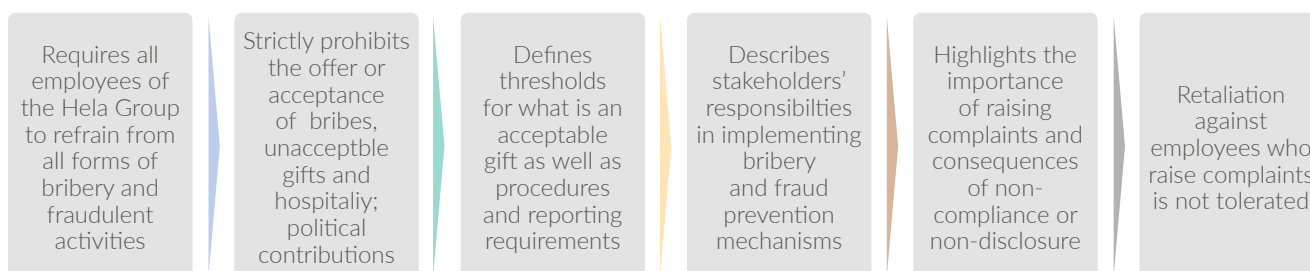 Requires all
employees of
the Hela Group
to refrain from
all forms of
bribery and
fraudulent
activities
Strictly prohibits
the offer or
acceptance
of bribes,
unacceptble
gifts and
hospitaliy;
political
contributions
Defines
thresholds
for what is an
acceptable
gift as well as
procedures
and reporting
requirements
Describes
stakeholders’
responsibilties
in implementing
bribery
and fraud
prevention
mechanisms
Highlights the
importance
of raising
complaints and
consequences
of non-
compliance or
non-disclosure
Retaliation
against
employees who
raise complaints
is not tolerated